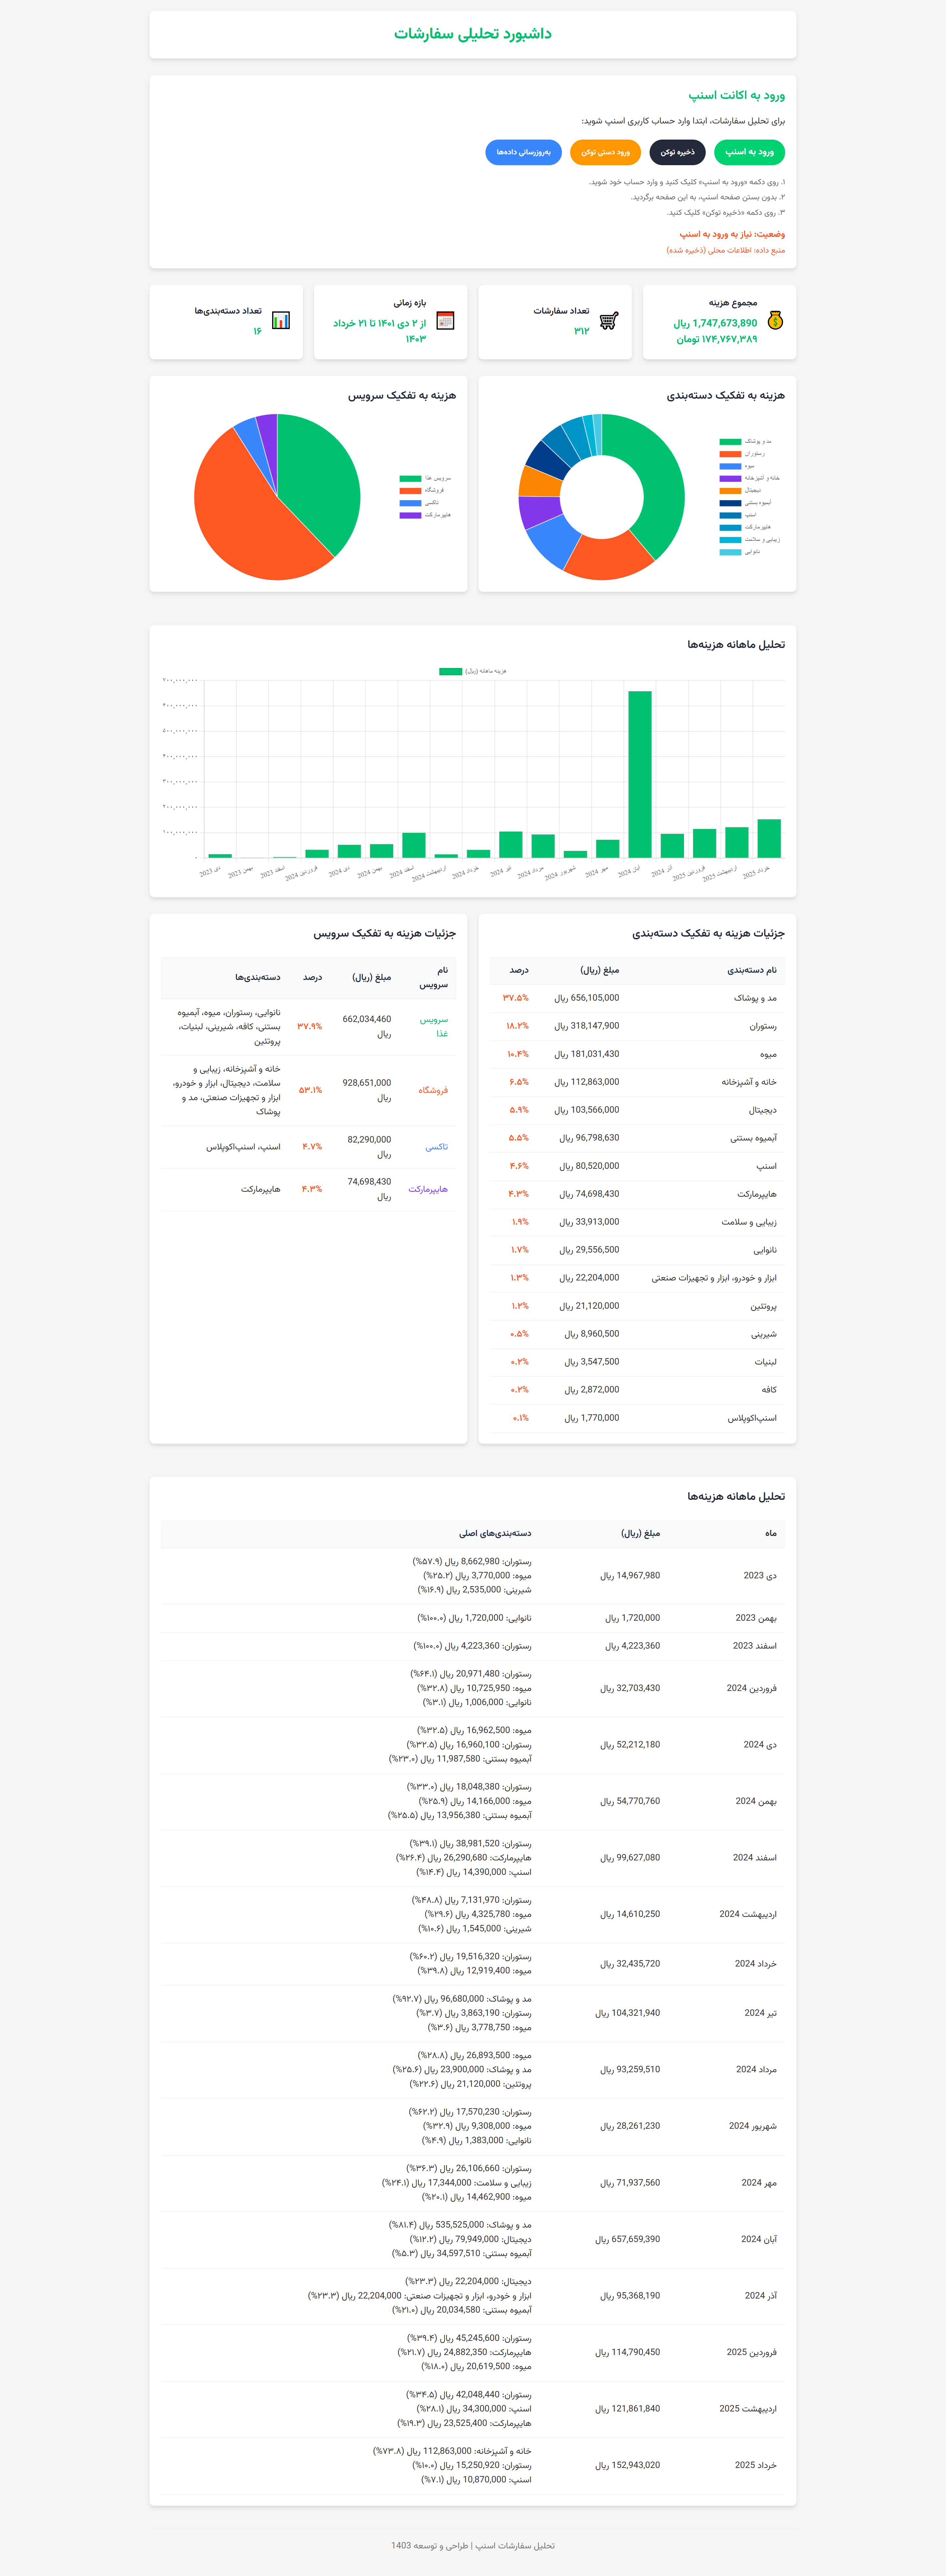 داشبورد تحلیلی سفارشات
ورود به اکانت اسنپ
برای تحلیل سفارشات، ابتدا وارد حساب کاربری اسنپ شوید:
ورود به اسنپ
ذخیره توکن
ورود دستی توکن
به‌روزرسانی داده‌ها
۱. روی دکمه «ورود به اسنپ» کلیک کنید و وارد حساب خود شوید.
۲. بدون بستن صفحه اسنپ، به این صفحه برگردید.
۳. روی دکمه «ذخیره توکن» کلیک کنید.
وضعیت: نیاز به ورود به اسنپ
منبع داده: اطلاعات محلی (ذخیره شده)
مجموع هزینه
1,747,673,890 ریال
۱۷۴,۷۶۷,۳۸۹ تومان
تعداد سفارشات
۳۱۲
بازه زمانی
از ۲ دی ۱۴۰۱ تا ۲۱ خرداد
۱۴۰۳
تعداد دسته‌بندی‌ها
۱۶
هزینه به تفکیک دسته‌بندی
مد و پوشاک
رستوران
میوه
خانه و آشپزخانه
دیجیتال
آبمیوه بستنی
اسنپ
هایپرمارکت
زیبایی و سلامت
نانوایی
هزینه به تفکیک سرویس
سرویس غذا
فروشگاه
تاکسی
هایپرمارکت
تحلیل ماهانه هزینه‌ها
هزینه ماهانه (ریال)
۷۰۰,۰۰۰,۰۰۰
۶۰۰,۰۰۰,۰۰۰
۵۰۰,۰۰۰,۰۰۰
۴۰۰,۰۰۰,۰۰۰
۳۰۰,۰۰۰,۰۰۰
۲۰۰,۰۰۰,۰۰۰
۱۰۰,۰۰۰,۰۰۰
۰
دی 2023
بهمن 2023
اسفند 2023
فروردین 2024
دی 2024
بهمن 2024
اسفند 2024
اردیبهشت 2024
خرداد 2024
تیر 2024
مرداد 2024
شهریور 2024
مهر 2024
آبان 2024
آذر 2024
فروردین 2025
اردیبهشت 2025
خرداد 2025
جزئیات هزینه به تفکیک دسته‌بندی
نام دسته‌بندی مبلغ (ریال) درصد
مد و پوشاک 656,105,000 ریال ۳۷.۵%
رستوران 318,147,900 ریال ۱۸.۲%
میوه 181,031,430 ریال ۱۰.۴%
خانه و آشپزخانه 112,863,000 ریال ۶.۵%
دیجیتال 103,566,000 ریال ۵.۹%
آبمیوه بستنی 96,798,630 ریال ۵.۵%
اسنپ 80,520,000 ریال ۴.۶%
هایپرمارکت 74,698,430 ریال ۴.۳%
زیبایی و سلامت 33,913,000 ریال ۱.۹%
نانوایی 29,556,500 ریال ۱.۷%
ابزار و خودرو، ابزار و تجهیزات صنعتی 22,204,000 ریال ۱.۳%
پروتئین 21,120,000 ریال ۱.۲%
شیرینی 8,960,500 ریال ۰.۵%
لبنیات 3,547,500 ریال ۰.۲%
کافه 2,872,000 ریال ۰.۲%
اسنپ‌اکوپلاس 1,770,000 ریال ۰.۱%
جزئیات هزینه به تفکیک سرویس
نام
سرویس
مبلغ (ریال) درصد دسته‌بندی‌ها
سرویس
غذا
662,034,460
ریال
۳۷.۹%
نانوایی، رستوران، میوه، آبمیوه
بستنی، کافه، شیرینی، لبنیات،
پروتئین
فروشگاه
928,651,000
ریال
۵۳.۱%
خانه و آشپزخانه، زیبایی و
سلامت، دیجیتال، ابزار و خودرو،
ابزار و تجهیزات صنعتی، مد و
پوشاک
تاکسی
82,290,000
ریال
۴.۷%
اسنپ، اسنپ‌اکوپلاس
هایپرمارکت
74,698,430
ریال
۴.۳%
هایپرمارکت
تحلیل ماهانه هزینه‌ها
ماه مبلغ (ریال) دسته‌بندی‌های اصلی
دی 2023 14,967,980 ریال
رستوران: 8,662,980 ریال (۵۷.۹%)
میوه: 3,770,000 ریال (۲۵.۲%)
شیرینی: 2,535,000 ریال (۱۶.۹%)
بهمن 2023 1,720,000 ریال
نانوایی: 1,720,000 ریال (۱۰۰.۰%)
اسفند 2023 4,223,360 ریال
رستوران: 4,223,360 ریال (۱۰۰.۰%)
فروردین 2024 32,703,430 ریال
رستوران: 20,971,480 ریال (۶۴.۱%)
میوه: 10,725,950 ریال (۳۲.۸%)
نانوایی: 1,006,000 ریال (۳.۱%)
دی 2024 52,212,180 ریال
میوه: 16,962,500 ریال (۳۲.۵%)
رستوران: 16,960,100 ریال (۳۲.۵%)
آبمیوه بستنی: 11,987,580 ریال (۲۳.۰%)
بهمن 2024 54,770,760 ریال
رستوران: 18,048,380 ریال (۳۳.۰%)
میوه: 14,166,000 ریال (۲۵.۹%)
آبمیوه بستنی: 13,956,380 ریال (۲۵.۵%)
اسفند 2024 99,627,080 ریال
رستوران: 38,981,520 ریال (۳۹.۱%)
هایپرمارکت: 26,290,680 ریال (۲۶.۴%)
اسنپ: 14,390,000 ریال (۱۴.۴%)
اردیبهشت 2024 14,610,250 ریال
رستوران: 7,131,970 ریال (۴۸.۸%)
میوه: 4,325,780 ریال (۲۹.۶%)
شیرینی: 1,545,000 ریال (۱۰.۶%)
خرداد 2024 32,435,720 ریال
رستوران: 19,516,320 ریال (۶۰.۲%)
میوه: 12,919,400 ریال (۳۹.۸%)
تیر 2024 104,321,940 ریال
مد و پوشاک: 96,680,000 ریال (۹۲.۷%)
رستوران: 3,863,190 ریال (۳.۷%)
میوه: 3,778,750 ریال (۳.۶%)
مرداد 2024 93,259,510 ریال
میوه: 26,893,500 ریال (۲۸.۸%)
مد و پوشاک: 23,900,000 ریال (۲۵.۶%)
پروتئین: 21,120,000 ریال (۲۲.۶%)
شهریور 2024 28,261,230 ریال
رستوران: 17,570,230 ریال (۶۲.۲%)
میوه: 9,308,000 ریال (۳۲.۹%)
نانوایی: 1,383,000 ریال (۴.۹%)
مهر 2024 71,937,560 ریال
رستوران: 26,106,660 ریال (۳۶.۳%)
زیبایی و سلامت: 17,344,000 ریال (۲۴.۱%)
میوه: 14,462,900 ریال (۲۰.۱%)
آبان 2024 657,659,390 ریال
مد و پوشاک: 535,525,000 ریال (۸۱.۴%)
دیجیتال: 79,949,000 ریال (۱۲.۲%)
آبمیوه بستنی: 34,597,510 ریال (۵.۳%)
آذر 2024 95,368,190 ریال
دیجیتال: 22,204,000 ریال (۲۳.۳%)
ابزار و خودرو، ابزار و تجهیزات صنعتی: 22,204,000 ریال (۲۳.۳%)
آبمیوه بستنی: 20,034,580 ریال (۲۱.۰%)
فروردین 2025 114,790,450 ریال
رستوران: 45,245,600 ریال (۳۹.۴%)
هایپرمارکت: 24,882,350 ریال (۲۱.۷%)
میوه: 20,619,500 ریال (۱۸.۰%)
اردیبهشت 2025 121,861,840 ریال
رستوران: 42,048,440 ریال (۳۴.۵%)
اسنپ: 34,300,000 ریال (۲۸.۱%)
هایپرمارکت: 23,525,400 ریال (۱۹.۳%)
خرداد 2025 152,943,020 ریال
خانه و آشپزخانه: 112,863,000 ریال (۷۳.۸%)
رستوران: 15,250,920 ریال (۱۰.۰%)
اسنپ: 10,870,000 ریال (۷.۱%)
تحلیل سفارشات اسنپ | طراحی و توسعه 1403